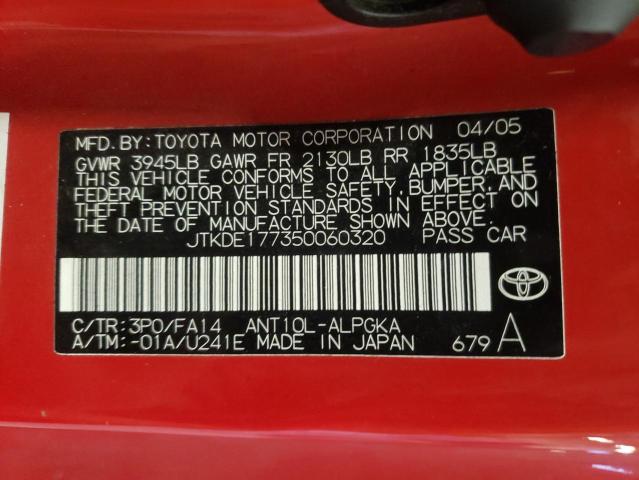 MFD.BY:TOYOTA MOTOR CORPORATION 04/05
GVWR 3945LB GAWR FR 2130LB RR 1835LB
THIS VEHICLE CONFORMS TO ALL APPLICABLE
FEDERAL MOTOR VEHICLE SAFETY, BUMPER, AND
THEFT PREVENTION STANDARDS IN EFFECT ON
THE DATE OF MANUFACTURE SHOWN ABOVE.
JTKDE177350060320 PASS CAR
C/TR:3P0/FA14 ANT10L-ALPGKA
A/TM:-01A/U241E MADE IN JAPAN 679 A